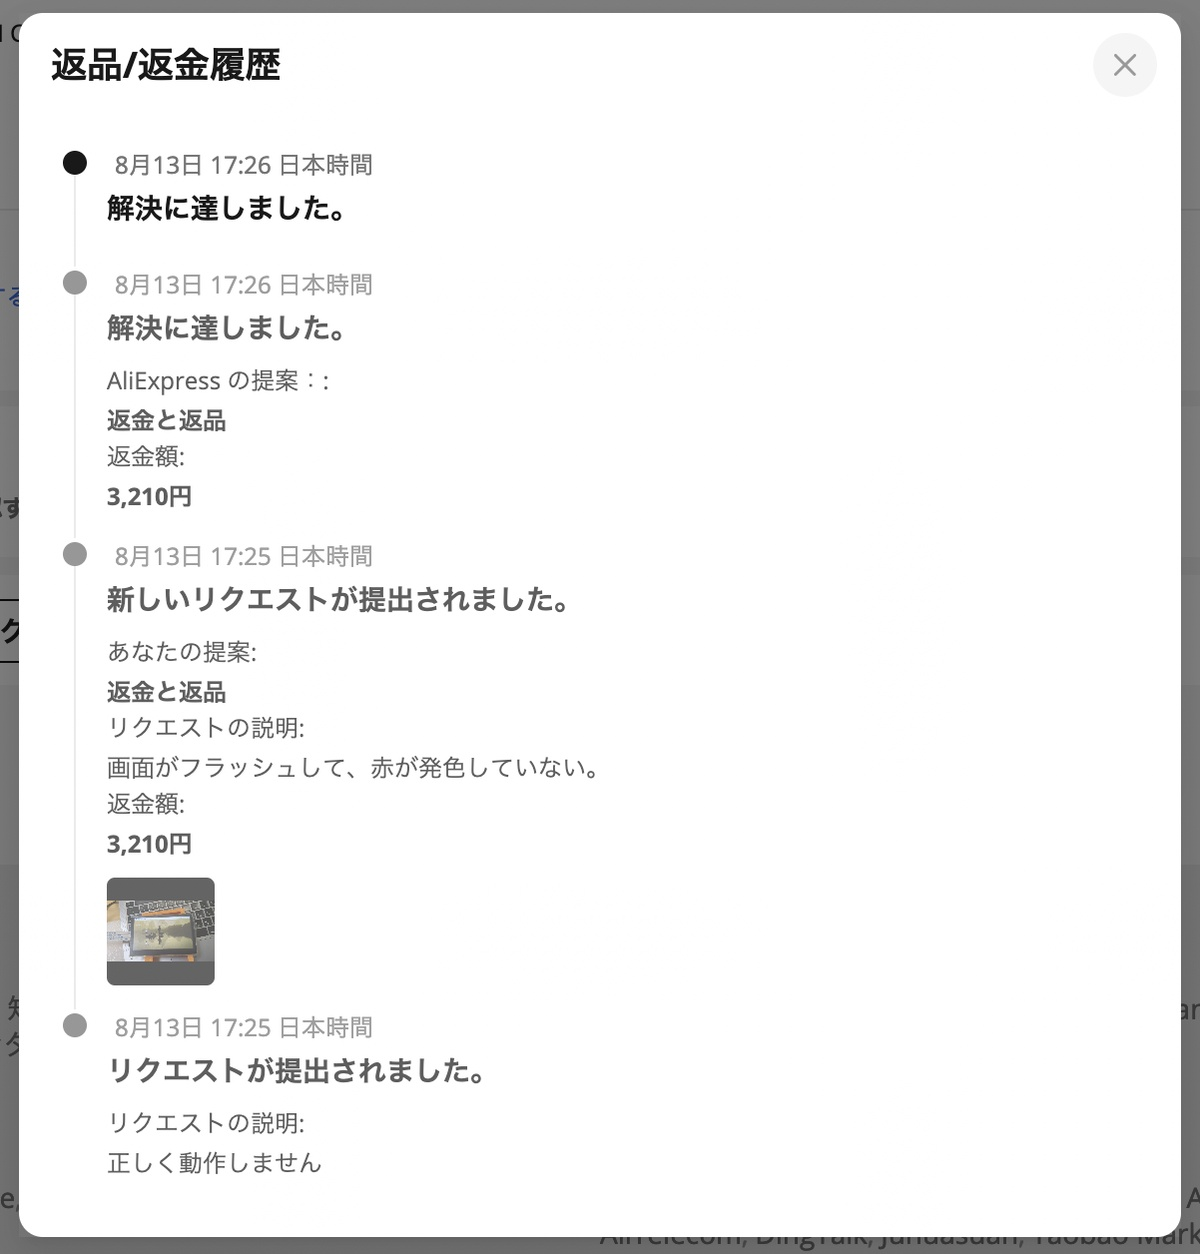 返品/返金履歴
8月13日 17:26 日本時間
解決に達しました。
8月13日 17:26 日本時間
解決に達しました。
AliExpress の提案：:
返金と返品
返金額:
3,210円
8月13日 17:25 日本時間
新しいリクエストが提出されました。
あなたの提案:
返金と返品
リクエストの説明:
画面がフラッシュして、赤が発色していない。
返金額:
3,210円
8月13日 17:25 日本時間
リクエストが提出されました。
リクエストの説明:
正しく動作しません